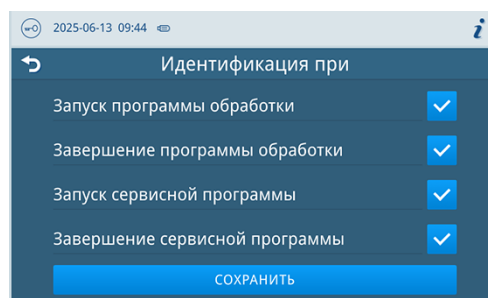 2025-06-13 09:44
i
Идентификация при
Запуск программы обработки
Завершение программы обработки
Запуск сервисной программы
Завершение сервисной программы
СОХРАНИТЬ